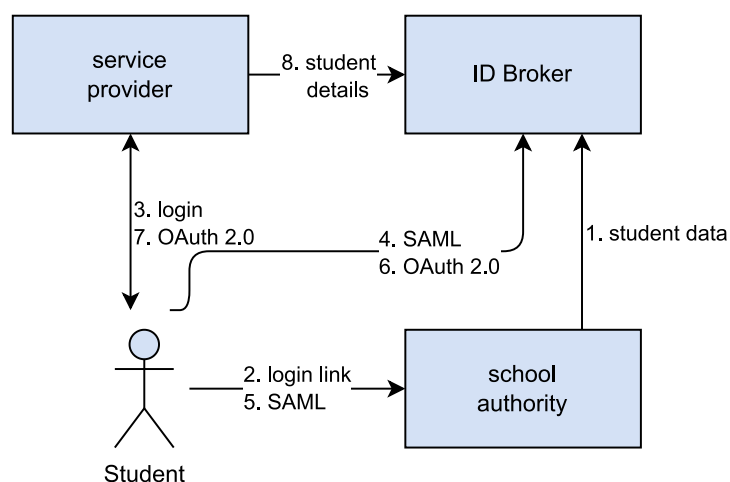 service
provider
8. student
details
ID Broker
3. login
7. OAuth 2.0
4. SAML
6. OAuth 2.0
1. student data
2. login link
5. SAML
school
authority
Student